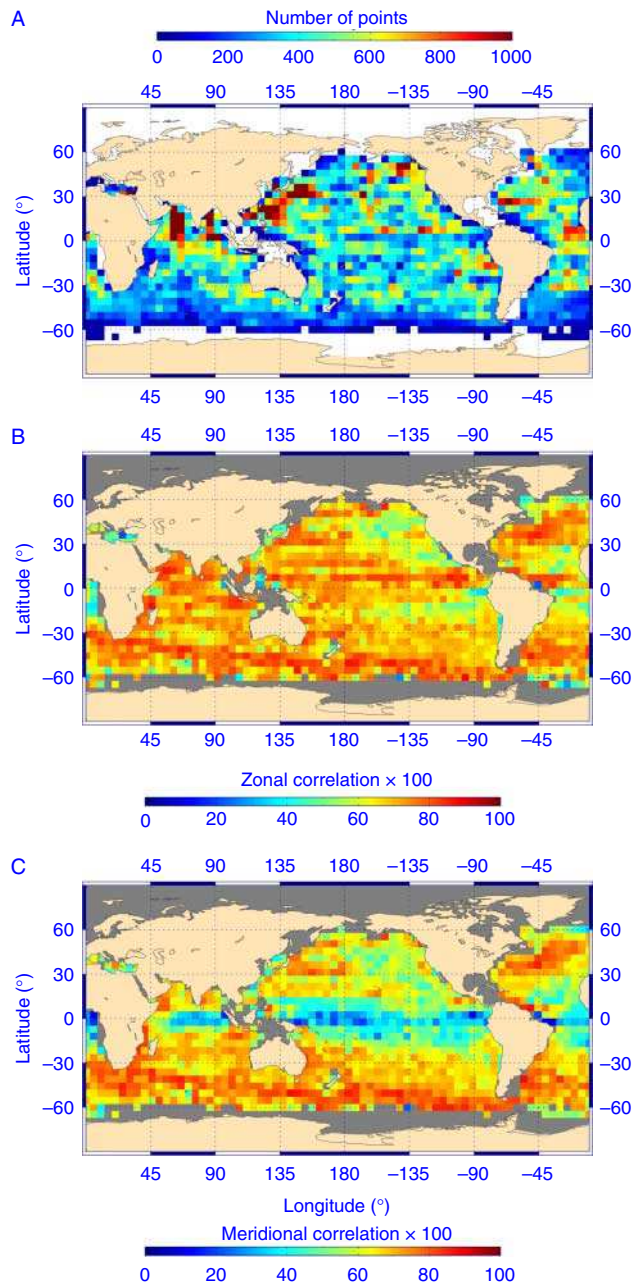 A
Number of points
0 200 400 600 800 1000
45 90 135 180 −135 −90 −45
60 60
30 30
0 0
−30 −30
−60 −60
Latitude (°)
45 90 135 180 −135 −90 −45
B
45 90 135 180 −135 −90 −45
60 60
30 30
0 0
−30 −30
−60 −60
Latitude (°)
45 90 135 180 −135 −90 −45
Zonal correlation × 100
0 20 40 60 80 100
C
45 90 135 180 −135 −90 −45
60 60
30 30
0 0
−30 −30
−60 −60
Latitude (°)
45 90 135 180 −135 −90 −45
Longitude (°)
Meridional correlation × 100
0 20 40 60 80 100